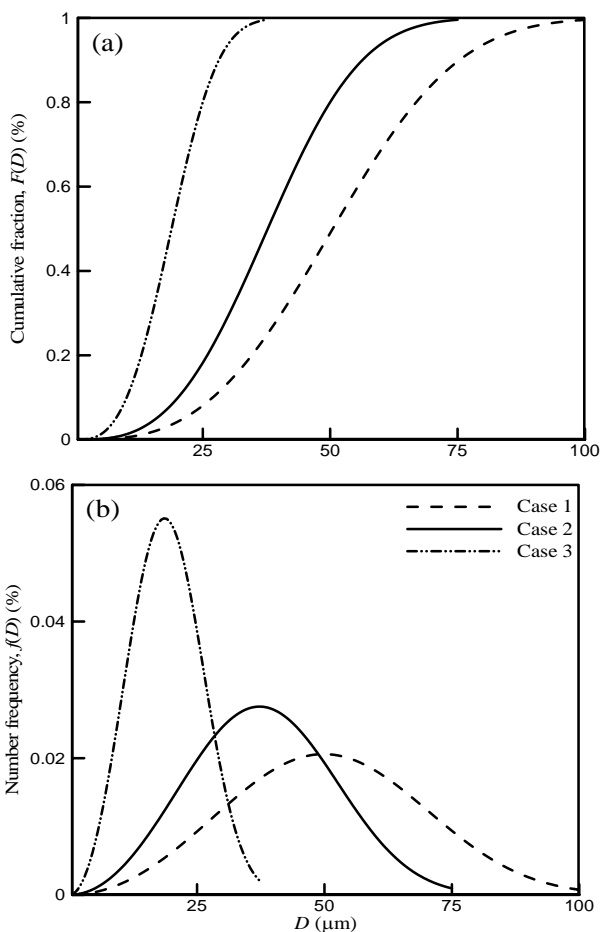 (a)
1
0.8
0.6
0.4
0.2
0
Cumulative fraction, F(D) (%)
25
50
75
100
(b)
0.06
0.04
0.02
0
Number frequency, f(D) (%)
Case 1
Case 2
Case 3
25
50
75
100
D (μm)